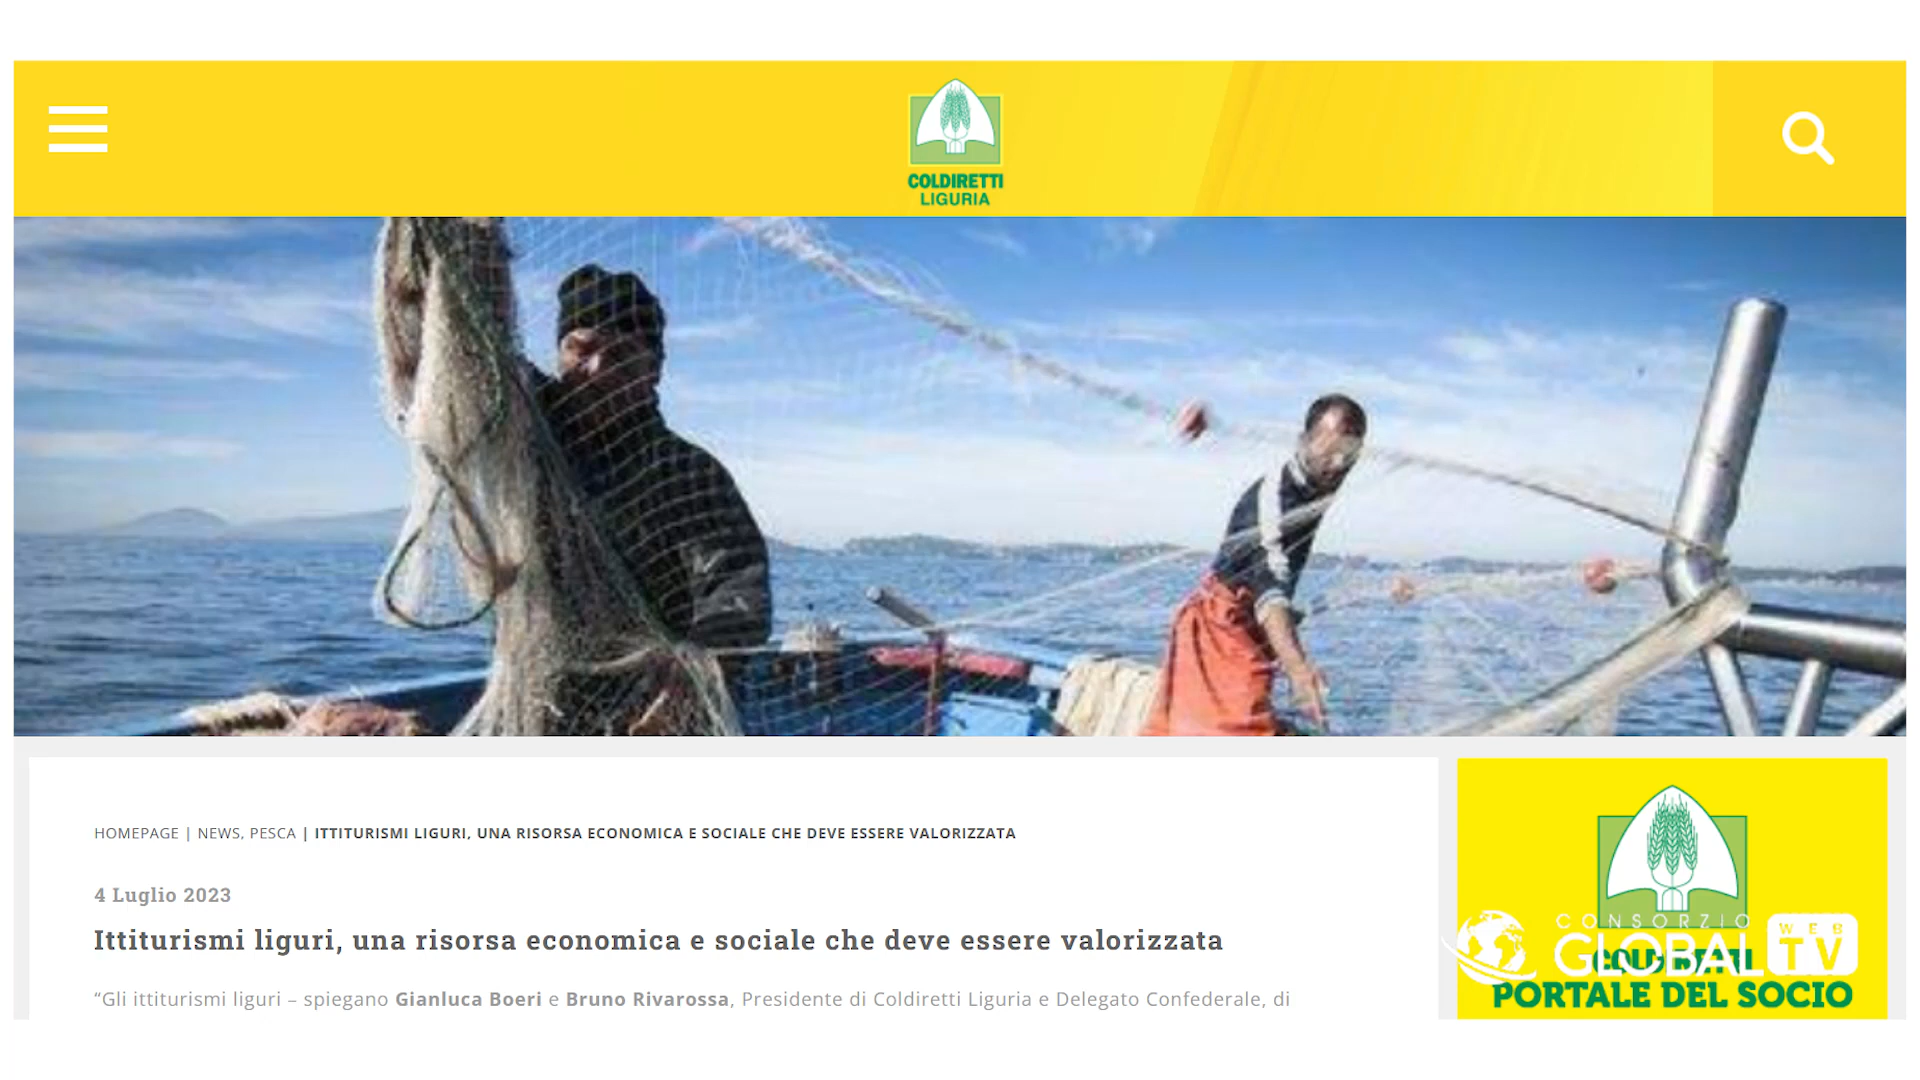 COLDIRETTI
LIGURIA
HOMEPAGE | NEWS, PESCA | ITTITURISMI LIGURI, UNA RISORSA ECONOMICA E SOCIALE CHE DEVE ESSERE VALORIZZATA
4 Luglio 2023
Ittiturismi liguri, una risorsa economica e sociale che deve essere valorizzata
“Gli ittiturismi liguri – spiegano Gianluca Boeri e Bruno Rivarossa, Presidente di Coldiretti Liguria e Delegato Confederale, di
CONSORZIO
GLOBAL WEB TV
COLDIRETTI
PORTALE DEL SOCIO